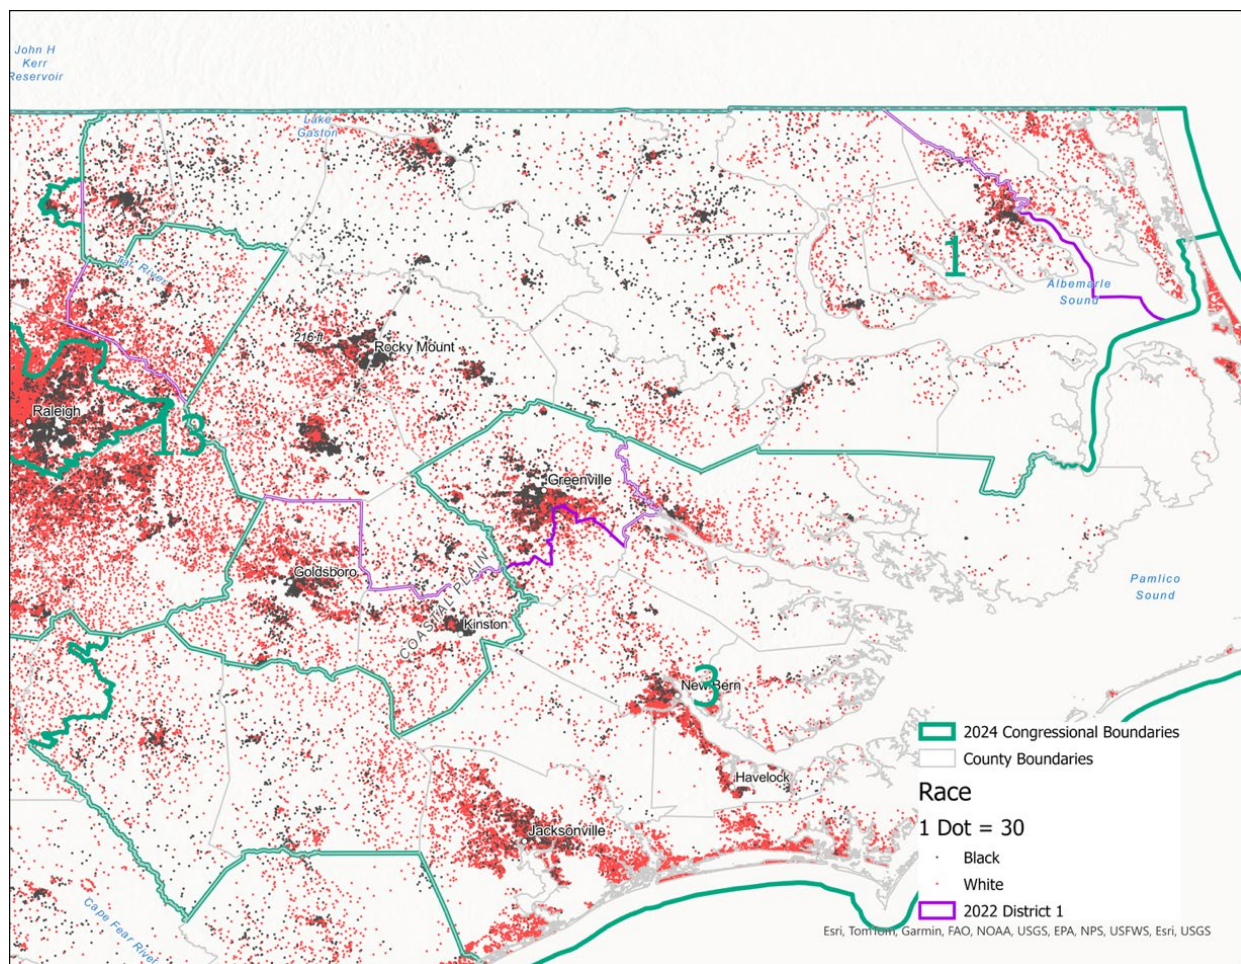 John H
Kerr
Reservoir
Lake
Gaston
Tar River
1
Albemarle
Sound
216 ft
Rocky Mount
Raleigh
13
Greenville
COASTAL PLAIN
Goldsboro
Kinston
Pamlico
Sound
3
New Bern
Havelock
Jacksonville
Cape Fear River
2024 Congressional Boundaries
County Boundaries
Race
1 Dot = 30
Black
White
2022 District 1
Esri, TomTom, Garmin, FAO, NOAA, USGS, EPA, NPS, USFWS, Esri, USGS